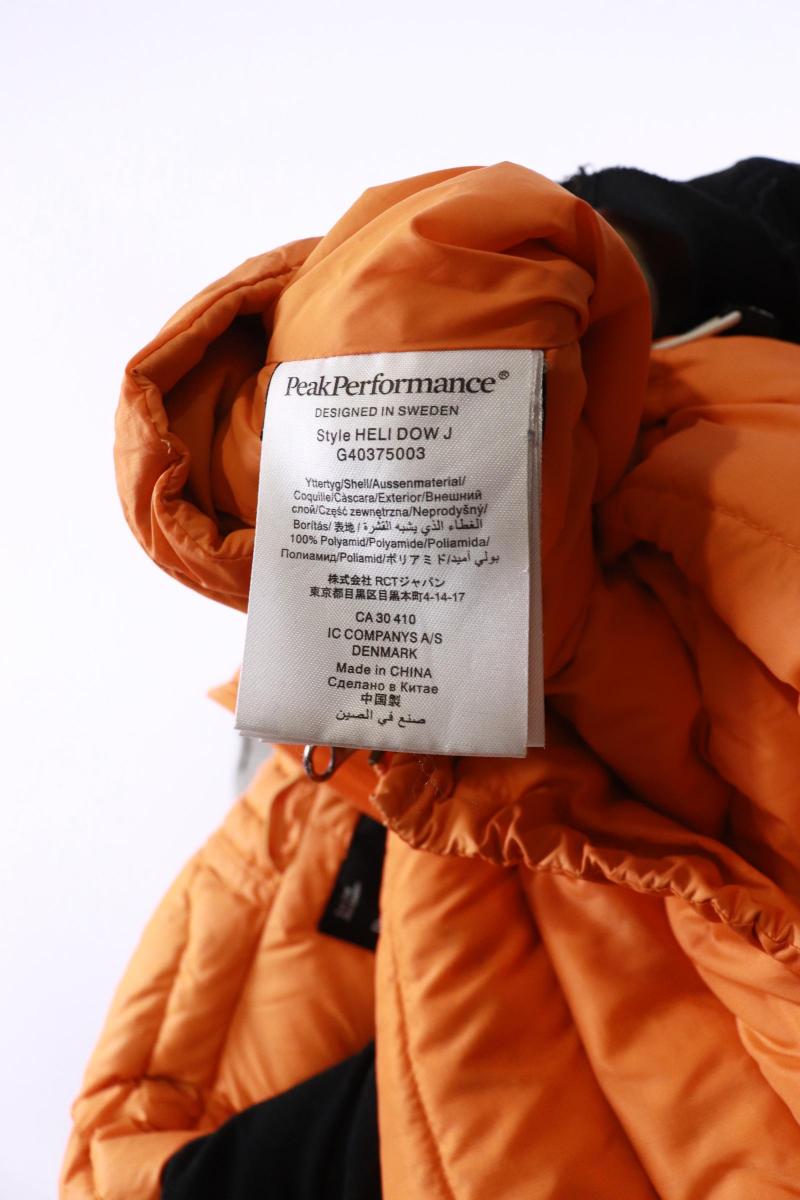 PeakPerformance®
DESIGNED IN SWEDEN
Style HELI DOW J
G40375003
Yttertyg/Shell/Aussenmaterial/
Coquille/Càscara/Exterior/Внешний
слой/Część zewnętrzna/Neprodyšný/
Borítás/表地/الغطاء الذي يشبه القشرة/
100% Polyamid/Polyamide/Poliamida/
Полиамид/Poliamid/ポリアミド/بولي أميد
株式会社 RCTジャパン
東京都目黒区目黒本町4-14-17
CA 30 410
IC COMPANYS A/S
DENMARK
Made in CHINA
Сделано в Китае
中国製
صنع في الصين